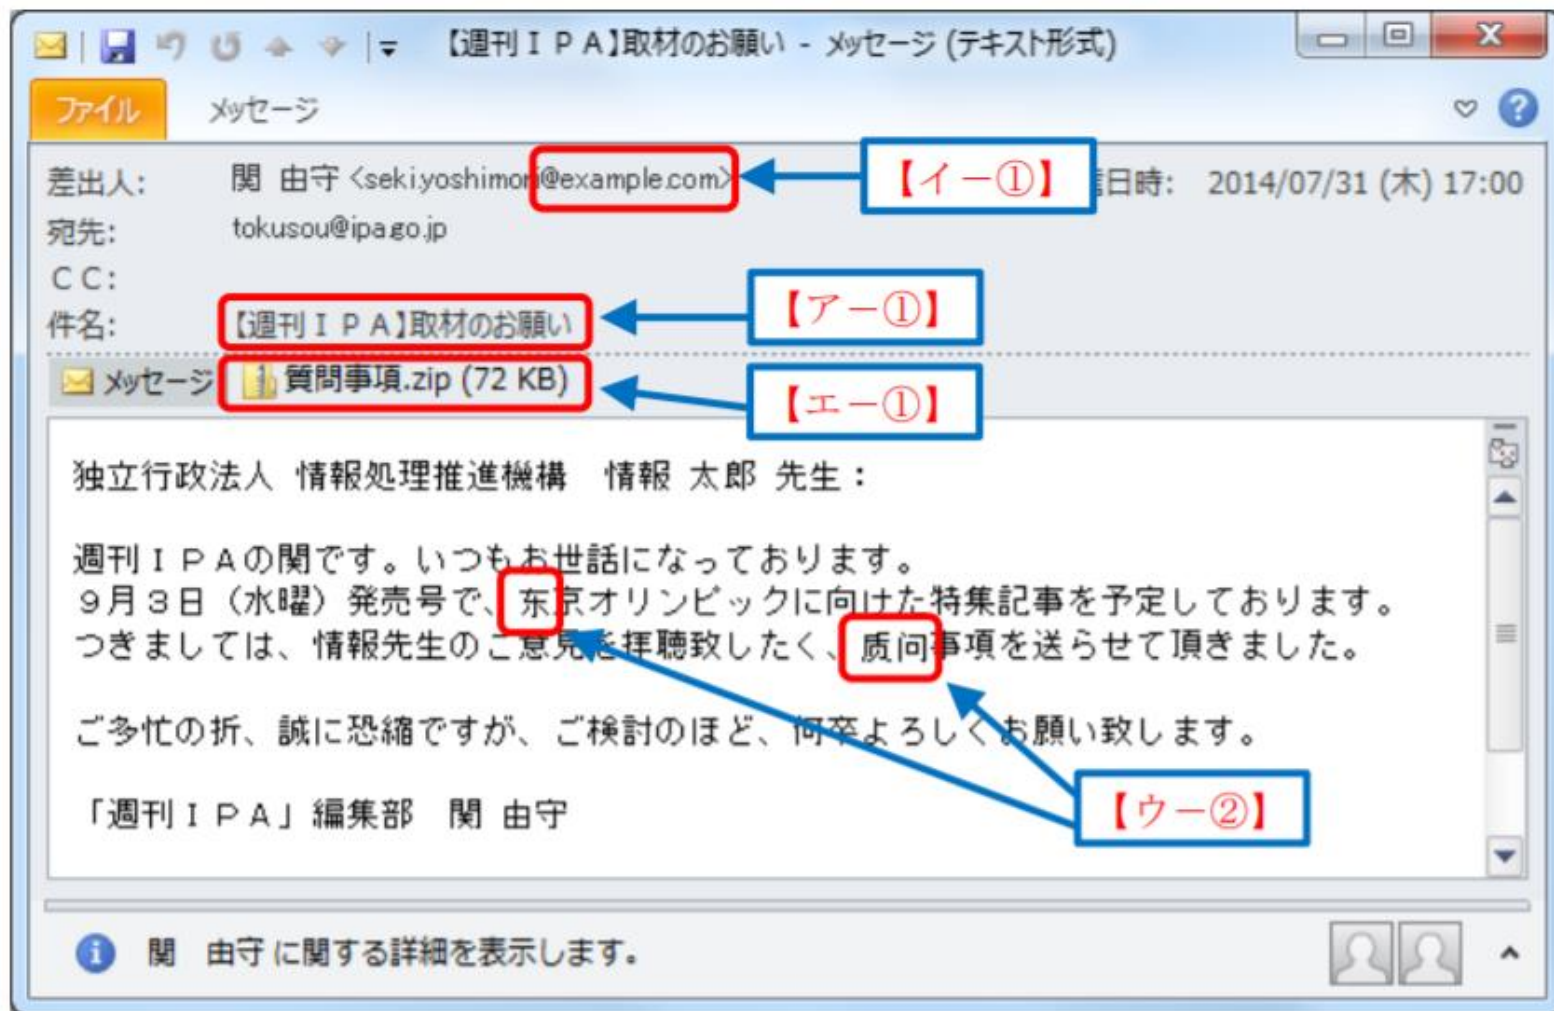 【週刊ＩＰＡ】取材のお願い - メッセージ (テキスト形式)
ファイル メッセージ
差出人: 関 由守 <seki.yoshimori@example.com> 【イー①】 日時: 2014/07/31 (木) 17:00
宛先: tokusou@ipa.go.jp
ＣＣ:
件名: 【週刊ＩＰＡ】取材のお願い 【アー①】
メッセージ 質問事項.zip (72 KB) 【エー①】
独立行政法人 情報処理推進機構　情報 太郎 先生：
週刊ＩＰＡの関です。いつもお世話になっております。
９月３日（水曜）発売号で、东京オリンピックに向けた特集記事を予定しております。
つきましては、情報先生のご意見を拝聴致したく、质问事項を送らせて頂きました。
ご多忙の折、誠に恐縮ですが、ご検討のほど、何卒よろしくお願い致します。
【ウー②】
「週刊ＩＰＡ」編集部　関 由守
関　由守 に関する詳細を表示します。